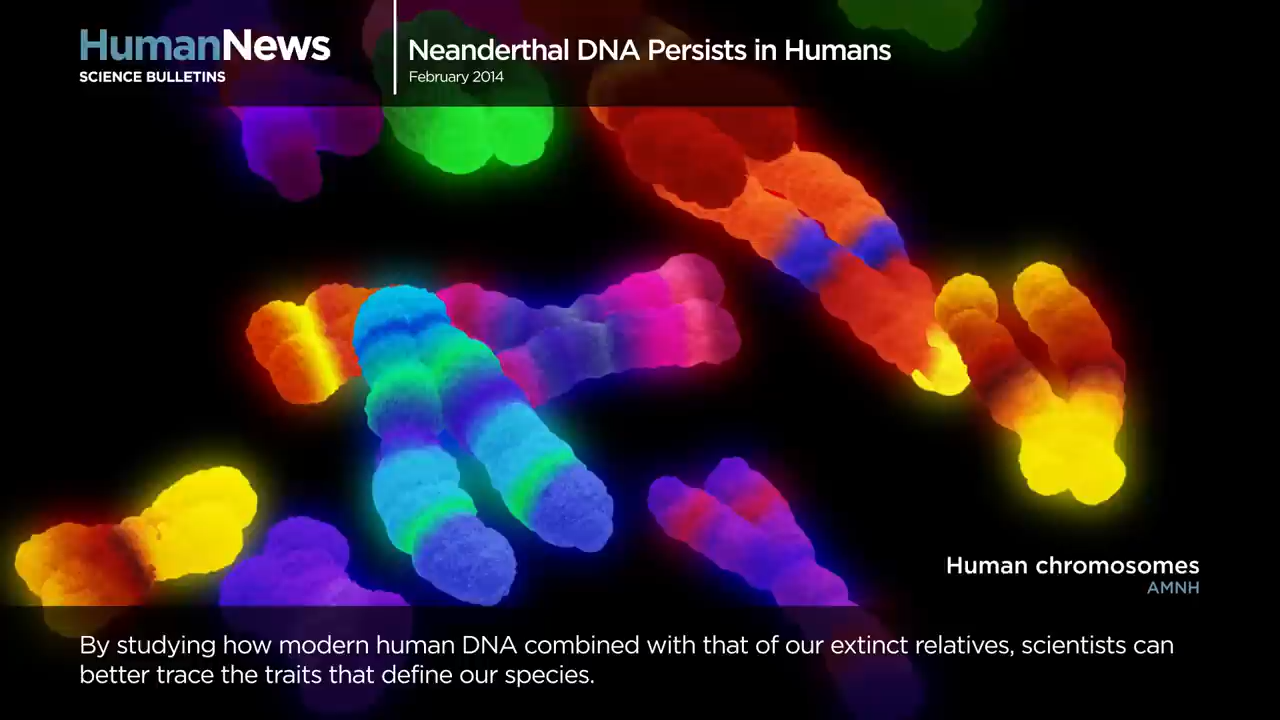 HumanNews
SCIENCE BULLETINS
Neanderthal DNA Persists in Humans
February 2014
Human chromosomes
AMNH
By studying how modern human DNA combined with that of our extinct relatives, scientists can
better trace the traits that define our species.